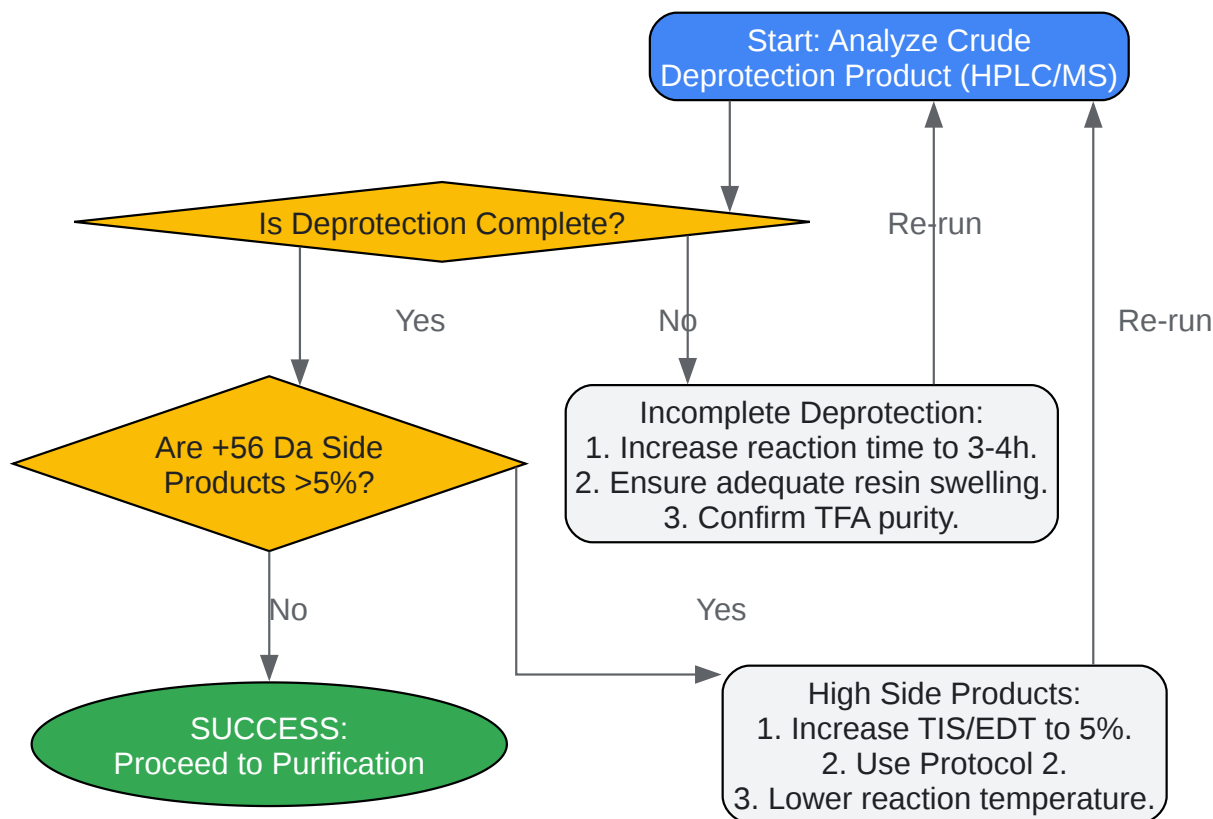 Start: Analyze Crude
Deprotection Product (HPLC/MS)
Is Deprotection Complete?
Re-run
Yes
No
Re-run
Are +56 Da Side
Products >5%?
Incomplete Deprotection:
1. Increase reaction time to 3-4h.
2. Ensure adequate resin swelling.
3. Confirm TFA purity.
No
Yes
SUCCESS:
Proceed to Purification
High Side Products:
1. Increase TIS/EDT to 5%.
2. Use Protocol 2.
3. Lower reaction temperature.